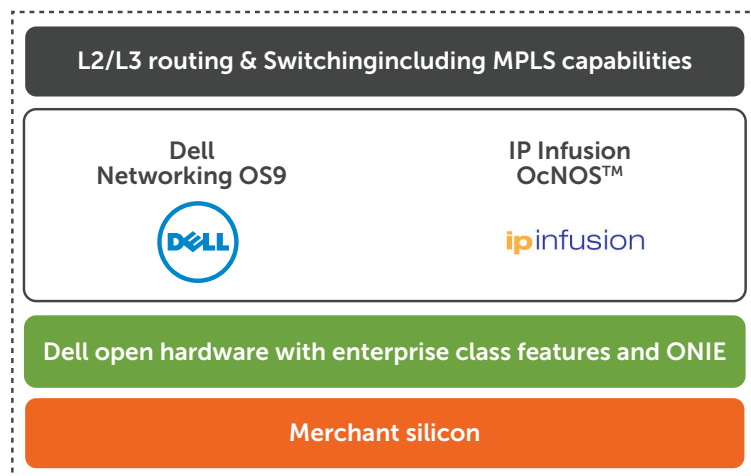 L2/L3 routing & Switchingincluding MPLS capabilities
Dell
Networking OS9
DELL
IP Infusion
OcNOS™
ipinfusion
Dell open hardware with enterprise class features and ONIE
Merchant silicon